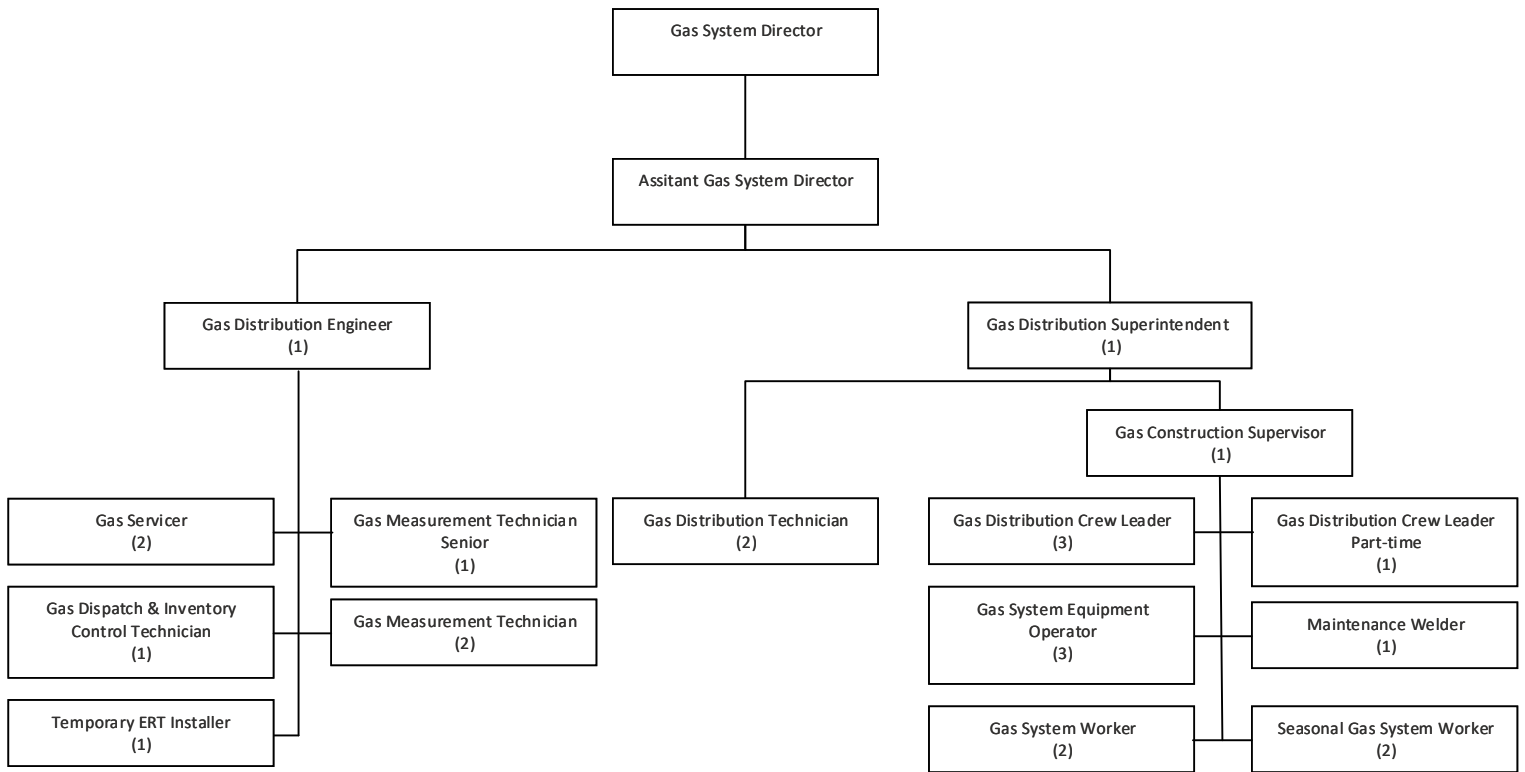 Gas System Director
Assitant Gas System Director
Gas Distribution Engineer
(1)
Gas Distribution Superintendent
(1)
Gas Construction Supervisor
(1)
Gas Servicer
(2)
Gas Measurement Technician
Senior
(1)
Gas Distribution Technician
(2)
Gas Distribution Crew Leader
(3)
Gas Distribution Crew Leader
Part-time
(1)
Gas Dispatch & Inventory
Control Technician
(1)
Gas Measurement Technician
(2)
Gas System Equipment
Operator
(3)
Maintenance Welder
(1)
Temporary ERT Installer
(1)
Gas System Worker
(2)
Seasonal Gas System Worker
(2)